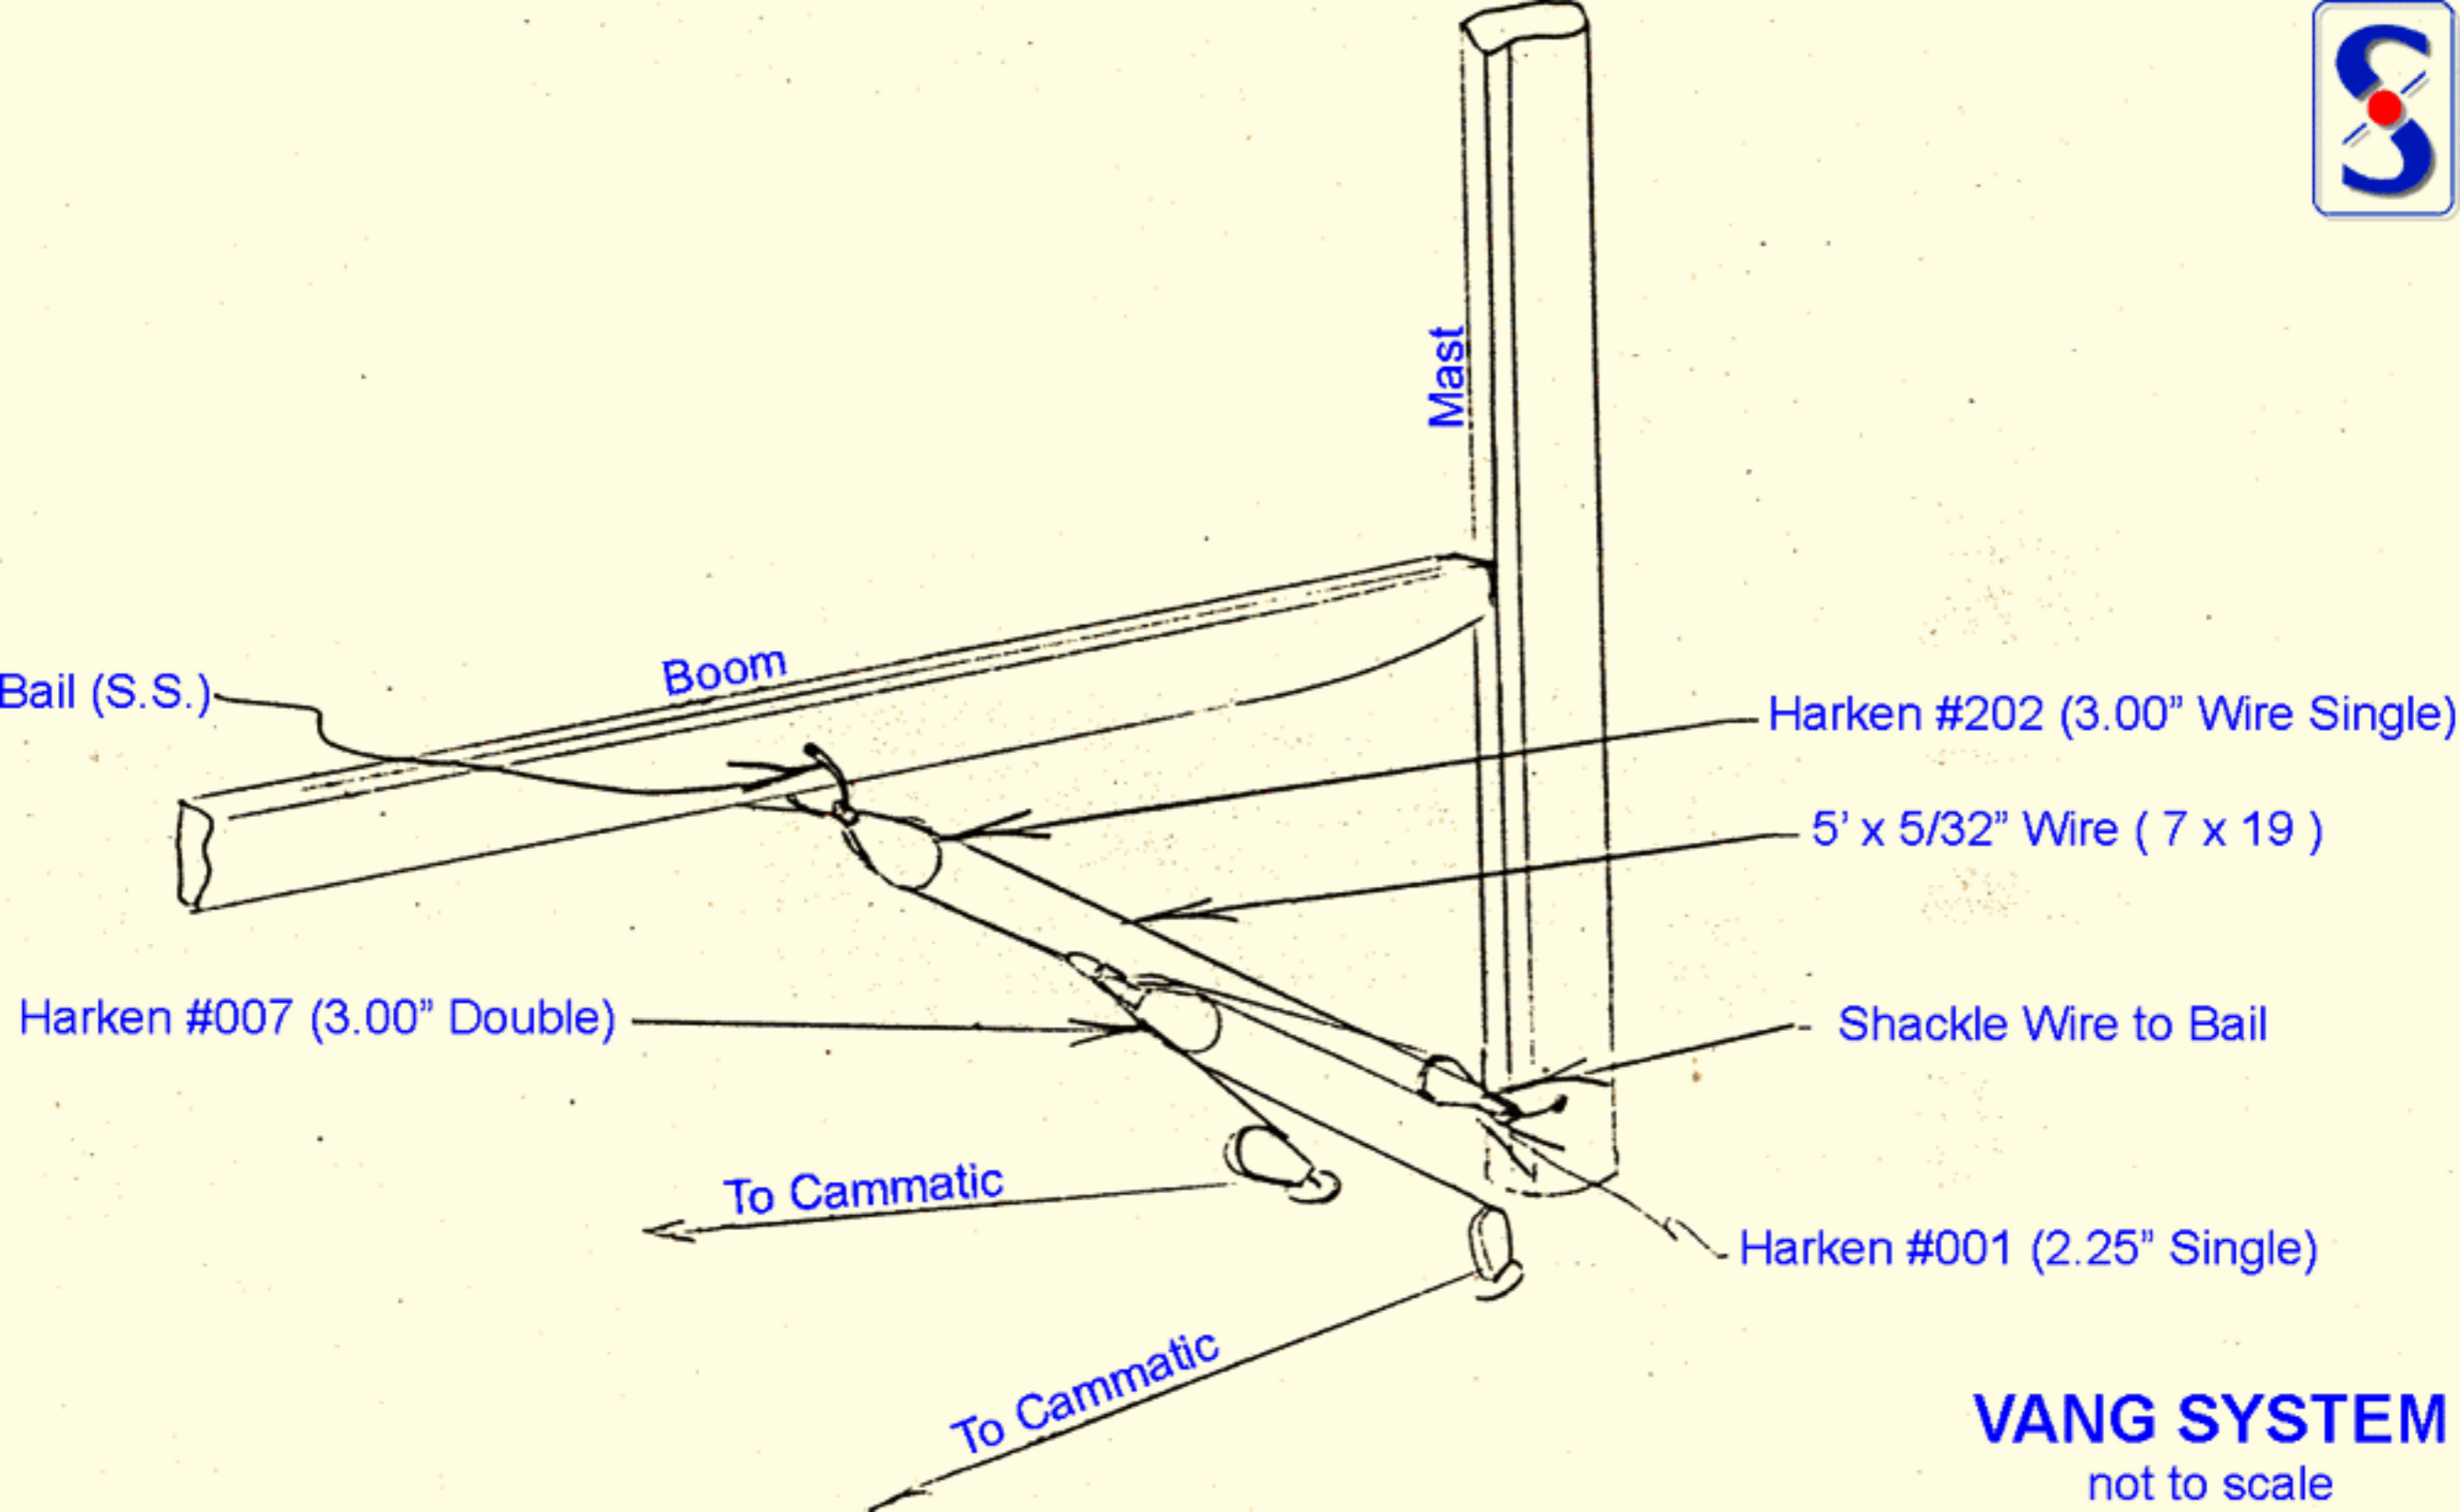 Mast
Boom
Bail (S.S.)
Harken #202 (3.00” Wire Single)
5’ x 5/32” Wire ( 7 x 19 )
Harken #007 (3.00” Double)
Shackle Wire to Bail
To Cammatic
Harken #001 (2.25” Single)
To Cammatic
VANG SYSTEM
not to scale
S